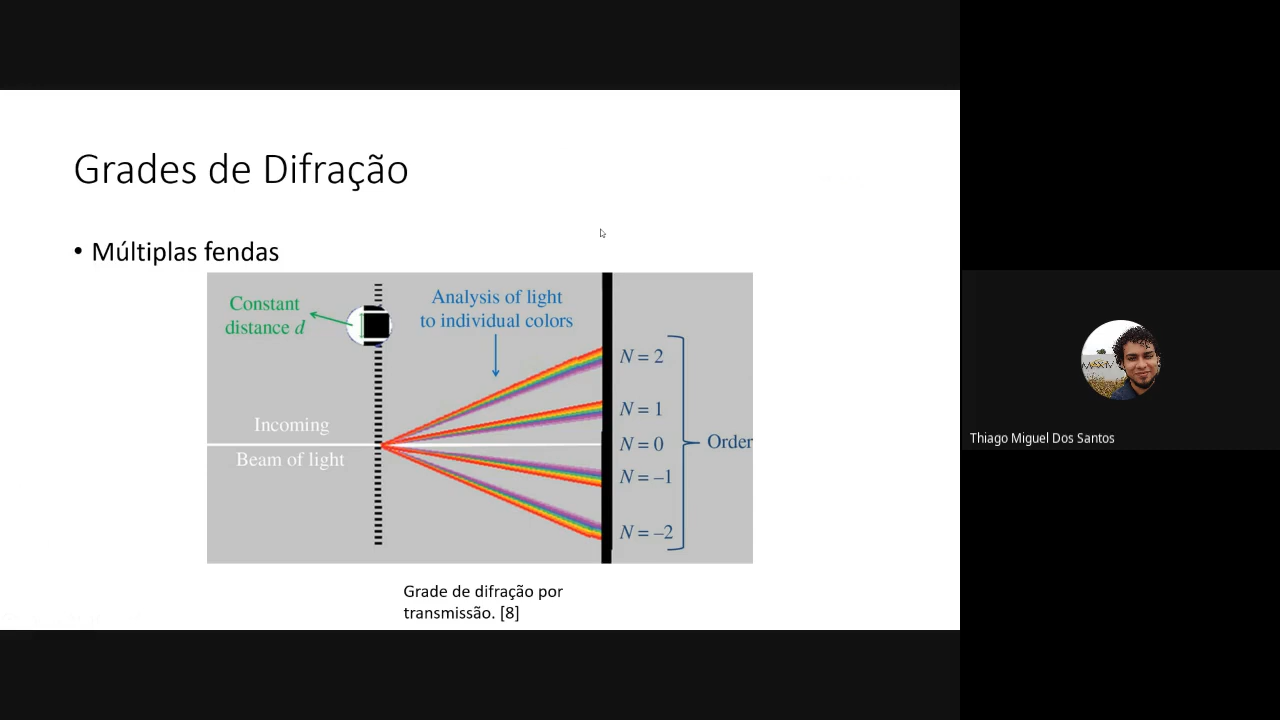 Grades de Difração
• Múltiplas fendas
Constant
distance d
Analysis of light
to individual colors
Incoming
Beam of light
N = 2
N = 1
N = 0
N = –1
N = –2
Order
Grade de difração por
transmissão. [8]
MAXIV
Thiago Miguel Dos Santos